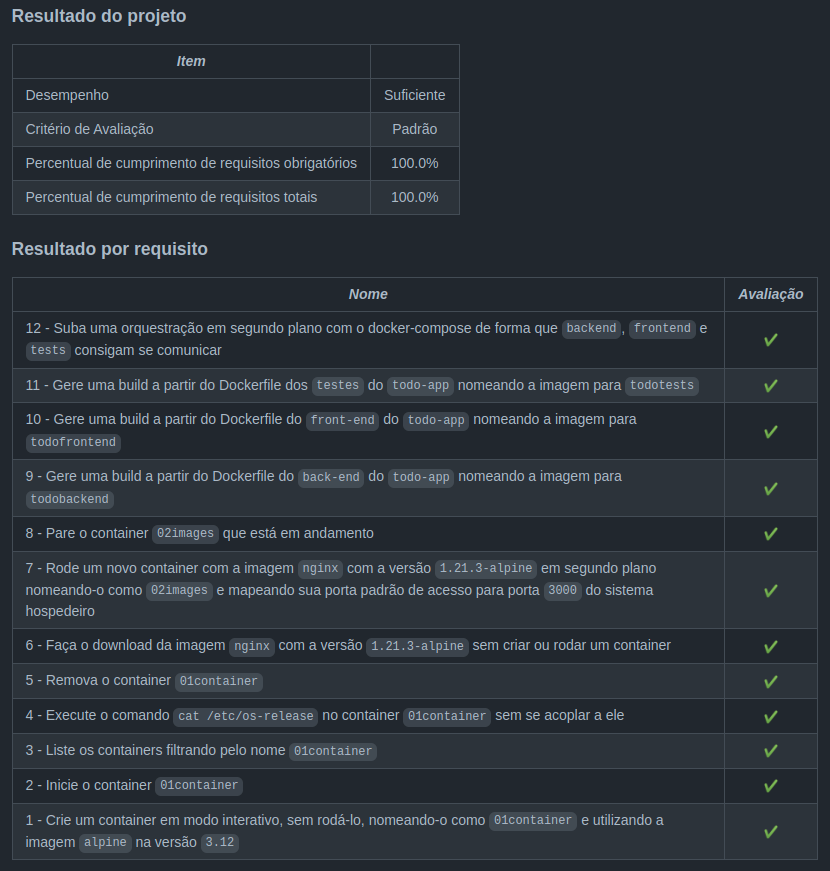 Resultado do projeto
Item
Desempenho Suficiente
Critério de Avaliação Padrão
Percentual de cumprimento de requisitos obrigatórios 100.0%
Percentual de cumprimento de requisitos totais 100.0%
Resultado por requisito
Nome Avaliação
12 - Suba uma orquestração em segundo plano com o docker-compose de forma que backend, frontend e
tests consigam se comunicar ✔
11 - Gere uma build a partir do Dockerfile dos testes do todo-app nomeando a imagem para todotests ✔
10 - Gere uma build a partir do Dockerfile do front-end do todo-app nomeando a imagem para
todofrontend ✔
9 - Gere uma build a partir do Dockerfile do back-end do todo-app nomeando a imagem para
todobackend ✔
8 - Pare o container 02images que está em andamento ✔
7 - Rode um novo container com a imagem nginx com a versão 1.21.3-alpine em segundo plano
nomeando-o como 02images e mapeando sua porta padrão de acesso para porta 3000 do sistema
hospedeiro ✔
6 - Faça o download da imagem nginx com a versão 1.21.3-alpine sem criar ou rodar um container ✔
5 - Remova o container 01container ✔
4 - Execute o comando cat /etc/os-release no container 01container sem se acoplar a ele ✔
3 - Liste os containers filtrando pelo nome 01container ✔
2 - Inicie o container 01container ✔
1 - Crie um container em modo interativo, sem rodá-lo, nomeando-o como 01container e utilizando a
imagem alpine na versão 3.12 ✔